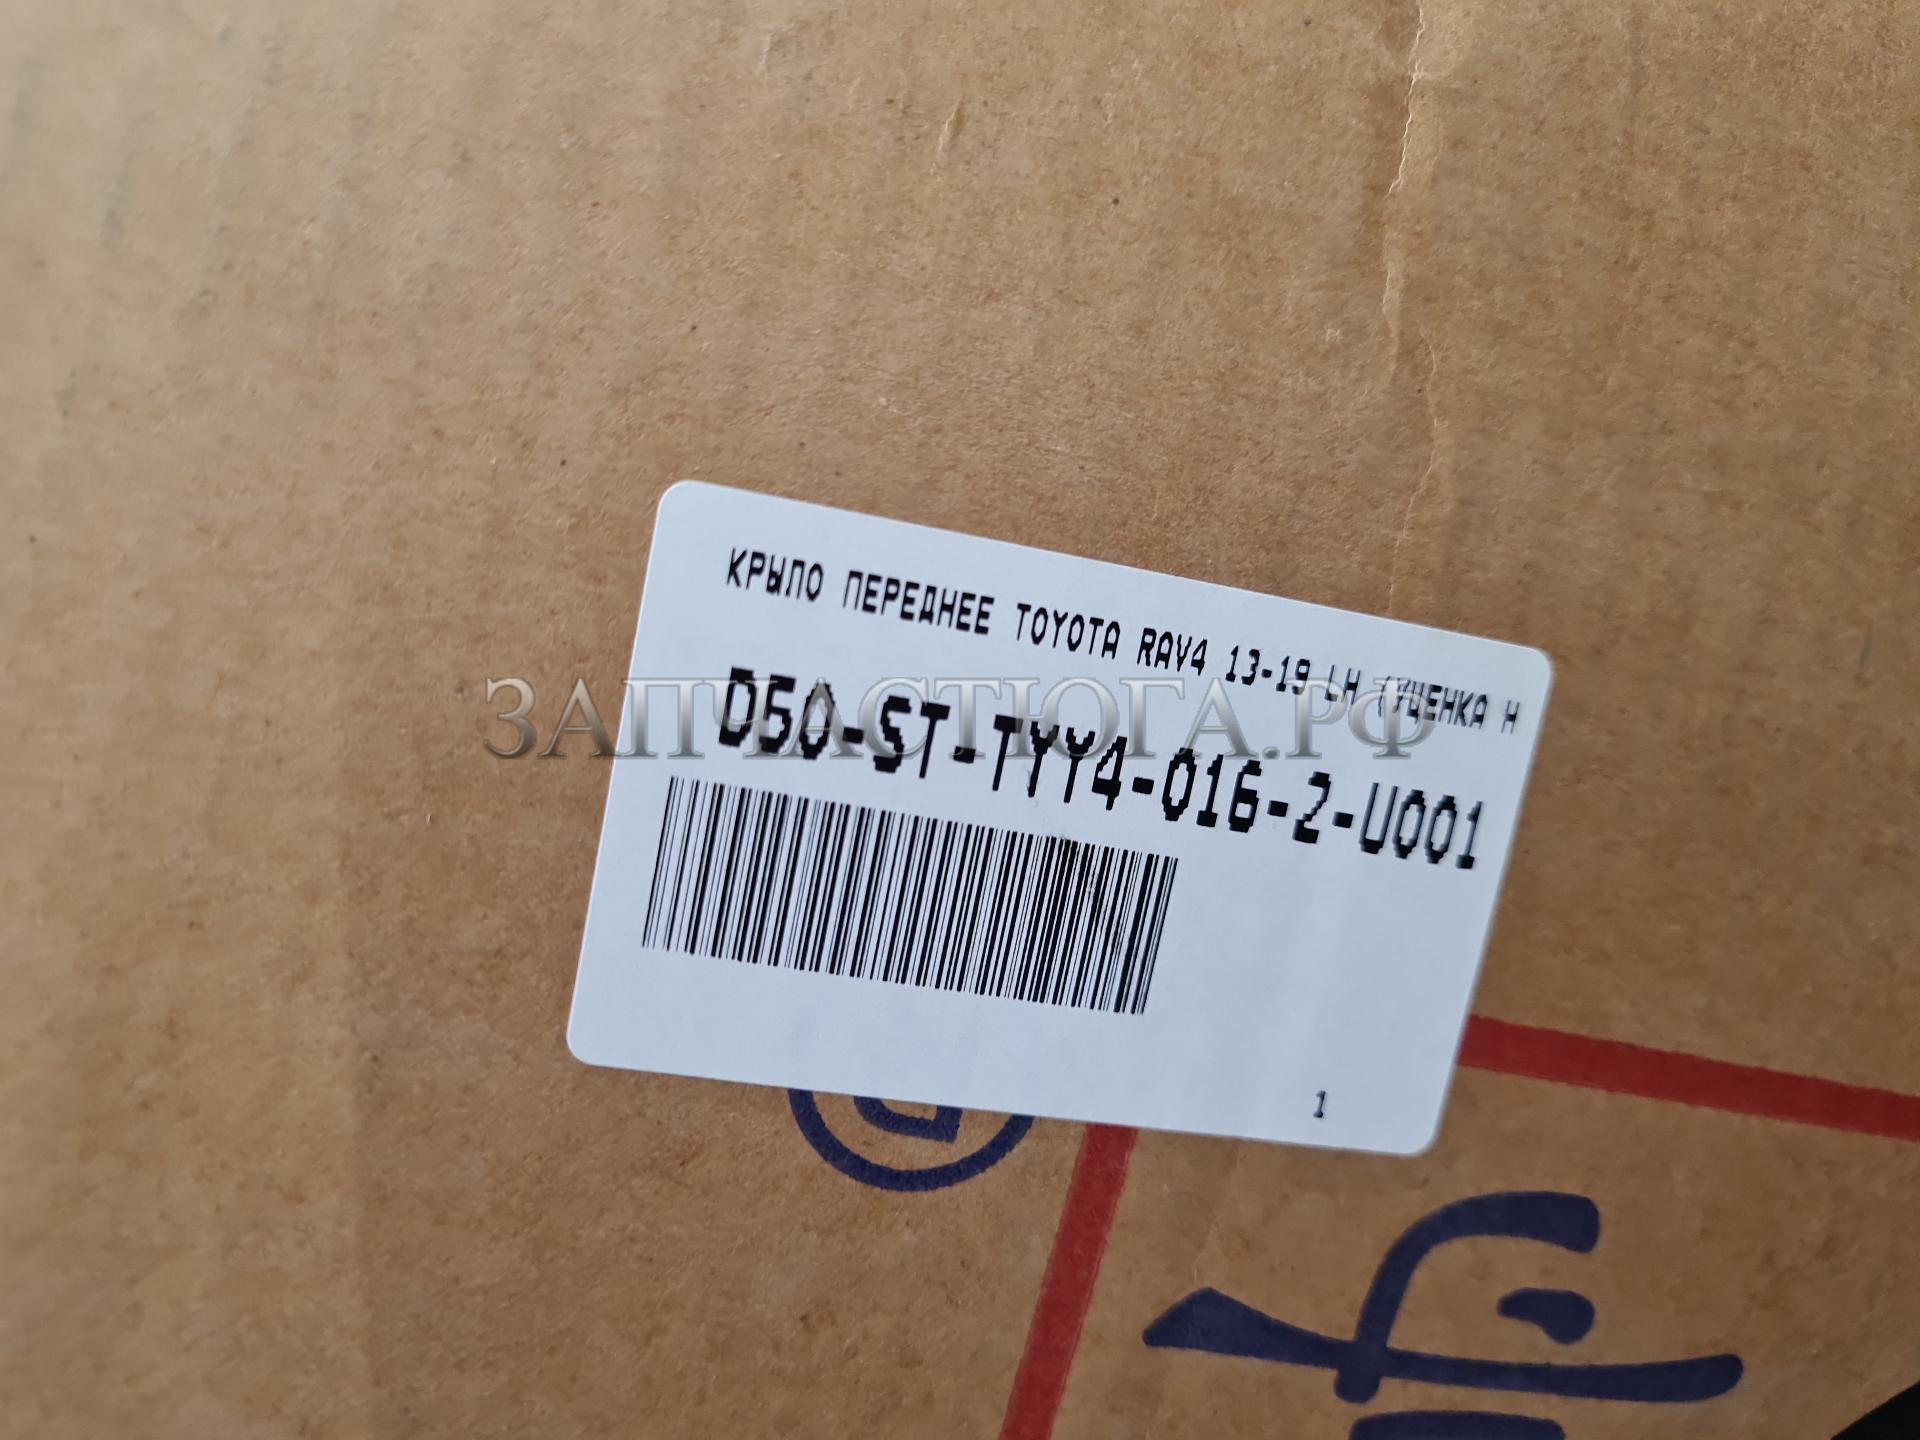 КРЫЛО ПЕРЕДНЕЕ TOYOTA RAV4 13-19 LH (УЦЕНКА Н
ЗАПЧАСТЮГА.РФ
D50-ST-TYY4-016-2-U001
1